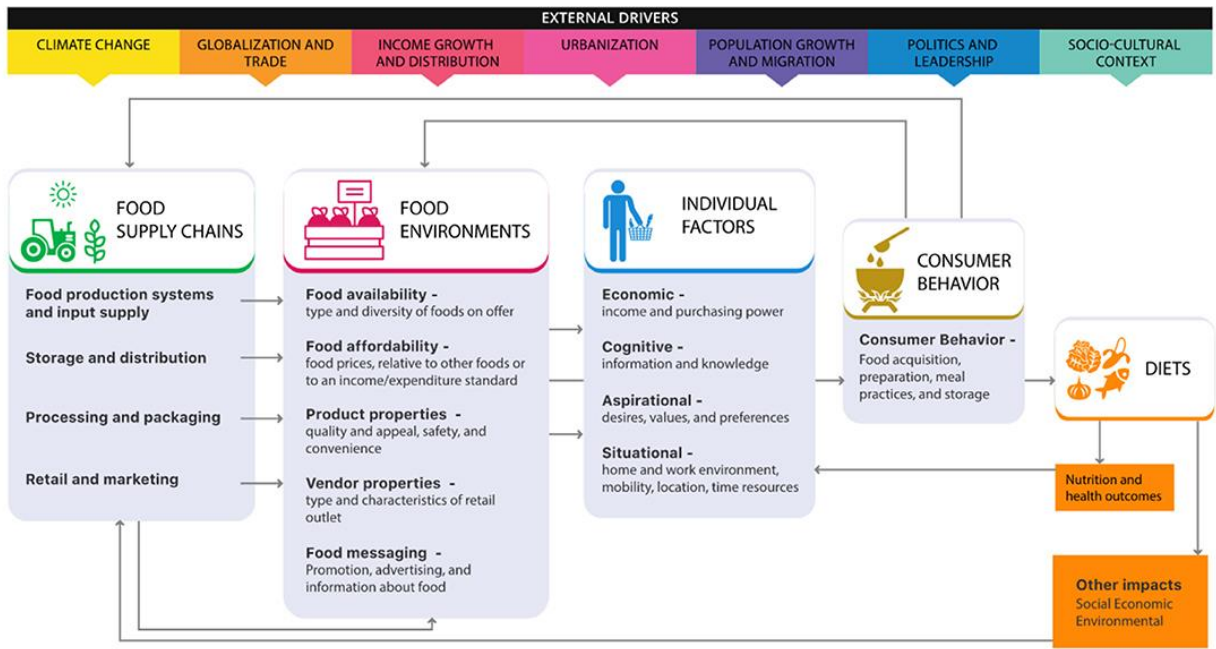 EXTERNAL DRIVERS
CLIMATE CHANGE
GLOBALIZATION AND
TRADE
INCOME GROWTH
AND DISTRIBUTION
URBANIZATION
POPULATION GROWTH
AND MIGRATION
POLITICS AND
LEADERSHIP
SOCIO-CULTURAL
CONTEXT
FOOD
SUPPLY CHAINS
Food production systems
and input supply
Storage and distribution
Processing and packaging
Retail and marketing
FOOD
ENVIRONMENTS
Food availability -
type and diversity of foods on offer
Food affordability -
food prices, relative to other foods or
to an income/expenditure standard
Product properties -
quality and appeal, safety, and
convenience
Vendor properties -
type and characteristics of retail
outlet
Food messaging -
Promotion, advertising, and
information about food
INDIVIDUAL
FACTORS
Economic -
income and purchasing power
Cognitive -
information and knowledge
Aspirational -
desires, values, and preferences
Situational -
home and work environment,
mobility, location, time resources
CONSUMER
BEHAVIOR
Consumer Behavior -
Food acquisition,
preparation, meal
practices, and storage
DIETS
Nutrition and
health outcomes
Other impacts
Social Economic
Environmental